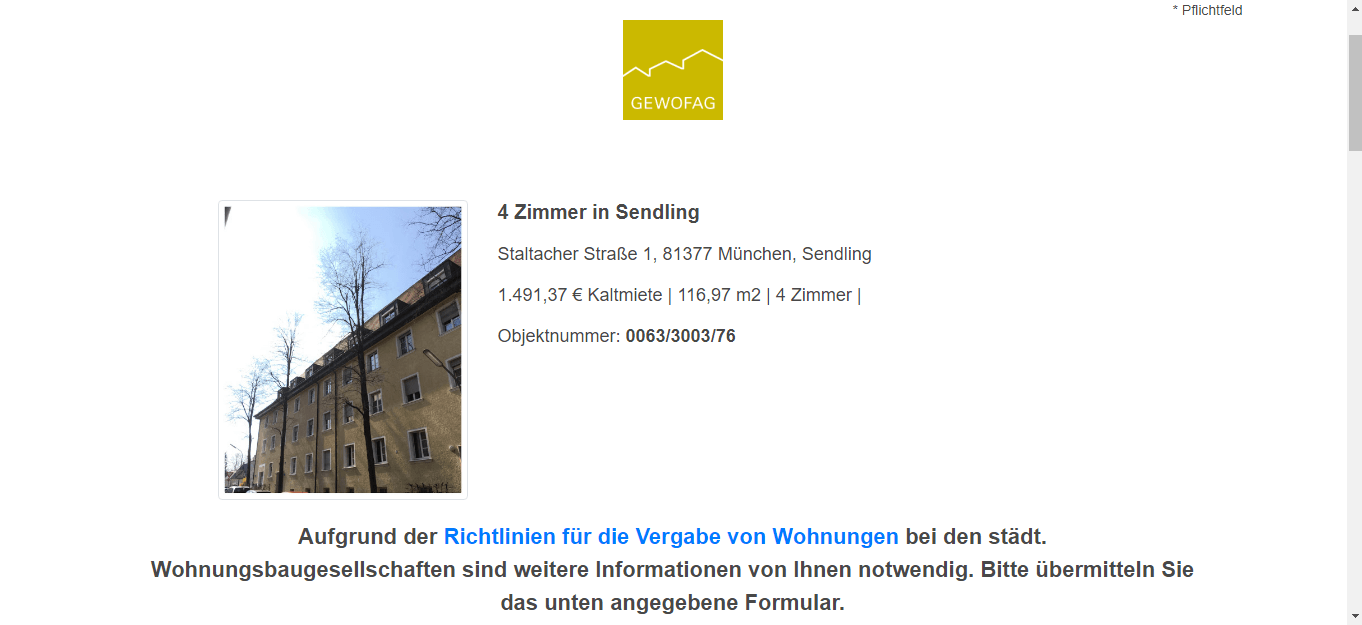 * Pflichtfeld
GEWOFAG
4 Zimmer in Sendling
Staltacher Straße 1, 81377 München, Sendling
1.491,37 € Kaltmiete | 116,97 m2 | 4 Zimmer |
Objektnummer: 0063/3003/76
Aufgrund der Richtlinien für die Vergabe von Wohnungen bei den städt.
Wohnungsbaugesellschaften sind weitere Informationen von Ihnen notwendig. Bitte übermitteln Sie
das unten angegebene Formular.